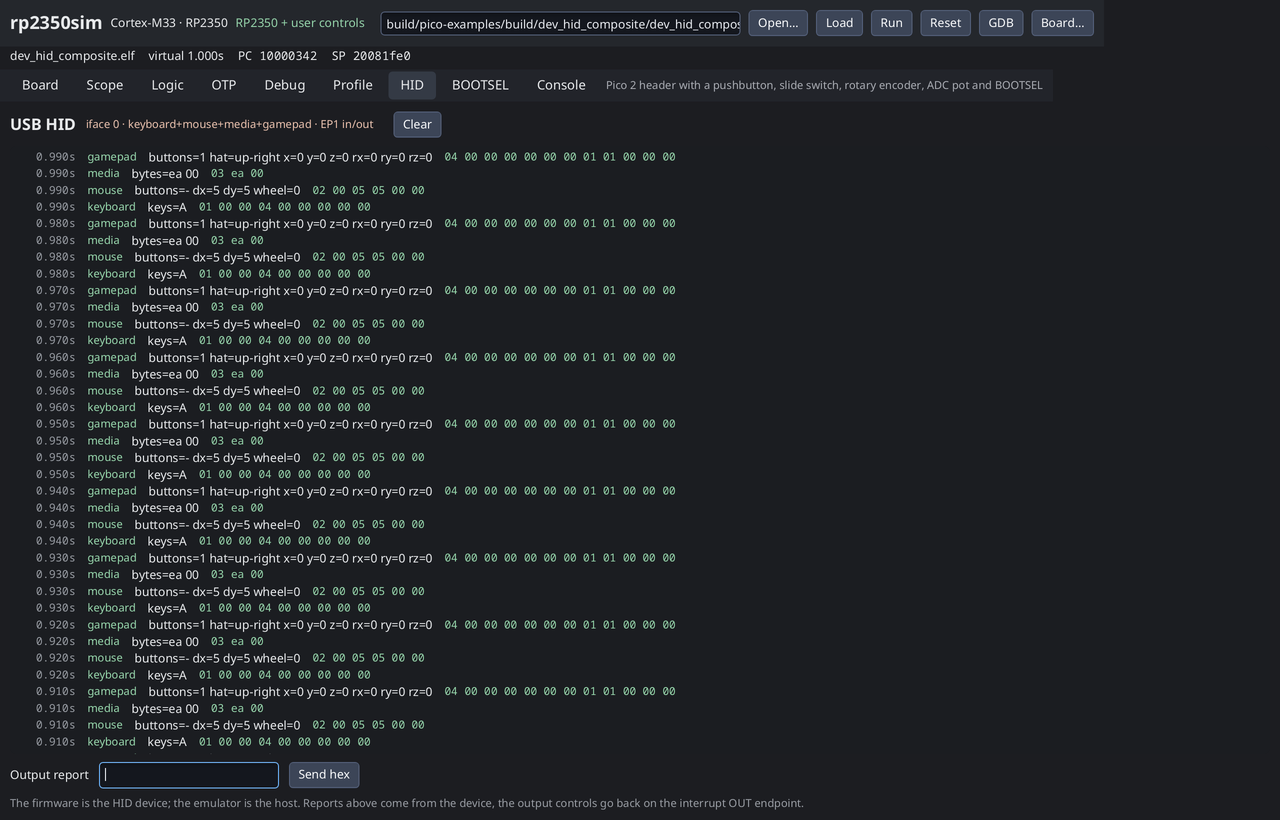 rp2350sim Cortex-M33 · RP2350 RP2350 + user controls build/pico-examples/build/dev_hid_composite/dev_hid_compos Open... Load Run Reset GDB Board...
dev_hid_composite.elf virtual 1.000s PC 10000342 SP 20081fe0
Board Scope Logic OTP Debug Profile HID BOOTSEL Console Pico 2 header with a pushbutton, slide switch, rotary encoder, ADC pot and BOOTSEL
USB HID iface 0 · keyboard+mouse+media+gamepad · EP1 in/out Clear
0.990s gamepad buttons=1 hat=up-right x=0 y=0 z=0 rx=0 ry=0 rz=0 04 00 00 00 00 00 00 01 01 00 00 00
0.990s media bytes=ea 00 03 ea 00
0.990s mouse buttons=- dx=5 dy=5 wheel=0 02 00 05 05 00 00
0.990s keyboard keys=A 01 00 00 04 00 00 00 00 00
0.980s gamepad buttons=1 hat=up-right x=0 y=0 z=0 rx=0 ry=0 rz=0 04 00 00 00 00 00 00 01 01 00 00 00
0.980s media bytes=ea 00 03 ea 00
0.980s mouse buttons=- dx=5 dy=5 wheel=0 02 00 05 05 00 00
0.980s keyboard keys=A 01 00 00 04 00 00 00 00 00
0.970s gamepad buttons=1 hat=up-right x=0 y=0 z=0 rx=0 ry=0 rz=0 04 00 00 00 00 00 00 01 01 00 00 00
0.970s media bytes=ea 00 03 ea 00
0.970s mouse buttons=- dx=5 dy=5 wheel=0 02 00 05 05 00 00
0.970s keyboard keys=A 01 00 00 04 00 00 00 00 00
0.960s gamepad buttons=1 hat=up-right x=0 y=0 z=0 rx=0 ry=0 rz=0 04 00 00 00 00 00 00 01 01 00 00 00
0.960s media bytes=ea 00 03 ea 00
0.960s mouse buttons=- dx=5 dy=5 wheel=0 02 00 05 05 00 00
0.960s keyboard keys=A 01 00 00 04 00 00 00 00 00
0.950s gamepad buttons=1 hat=up-right x=0 y=0 z=0 rx=0 ry=0 rz=0 04 00 00 00 00 00 00 01 01 00 00 00
0.950s media bytes=ea 00 03 ea 00
0.950s mouse buttons=- dx=5 dy=5 wheel=0 02 00 05 05 00 00
0.950s keyboard keys=A 01 00 00 04 00 00 00 00 00
0.940s gamepad buttons=1 hat=up-right x=0 y=0 z=0 rx=0 ry=0 rz=0 04 00 00 00 00 00 00 01 01 00 00 00
0.940s media bytes=ea 00 03 ea 00
0.940s mouse buttons=- dx=5 dy=5 wheel=0 02 00 05 05 00 00
0.940s keyboard keys=A 01 00 00 04 00 00 00 00 00
0.930s gamepad buttons=1 hat=up-right x=0 y=0 z=0 rx=0 ry=0 rz=0 04 00 00 00 00 00 00 01 01 00 00 00
0.930s media bytes=ea 00 03 ea 00
0.930s mouse buttons=- dx=5 dy=5 wheel=0 02 00 05 05 00 00
0.930s keyboard keys=A 01 00 00 04 00 00 00 00 00
0.920s gamepad buttons=1 hat=up-right x=0 y=0 z=0 rx=0 ry=0 rz=0 04 00 00 00 00 00 00 01 01 00 00 00
0.920s media bytes=ea 00 03 ea 00
0.920s mouse buttons=- dx=5 dy=5 wheel=0 02 00 05 05 00 00
0.920s keyboard keys=A 01 00 00 04 00 00 00 00 00
0.910s gamepad buttons=1 hat=up-right x=0 y=0 z=0 rx=0 ry=0 rz=0 04 00 00 00 00 00 00 01 01 00 00 00
0.910s media bytes=ea 00 03 ea 00
0.910s mouse buttons=- dx=5 dy=5 wheel=0 02 00 05 05 00 00
0.910s keyboard keys=A 01 00 00 04 00 00 00 00 00
Output report Send hex
The firmware is the HID device; the emulator is the host. Reports above come from the device, the output controls go back on the interrupt OUT endpoint.